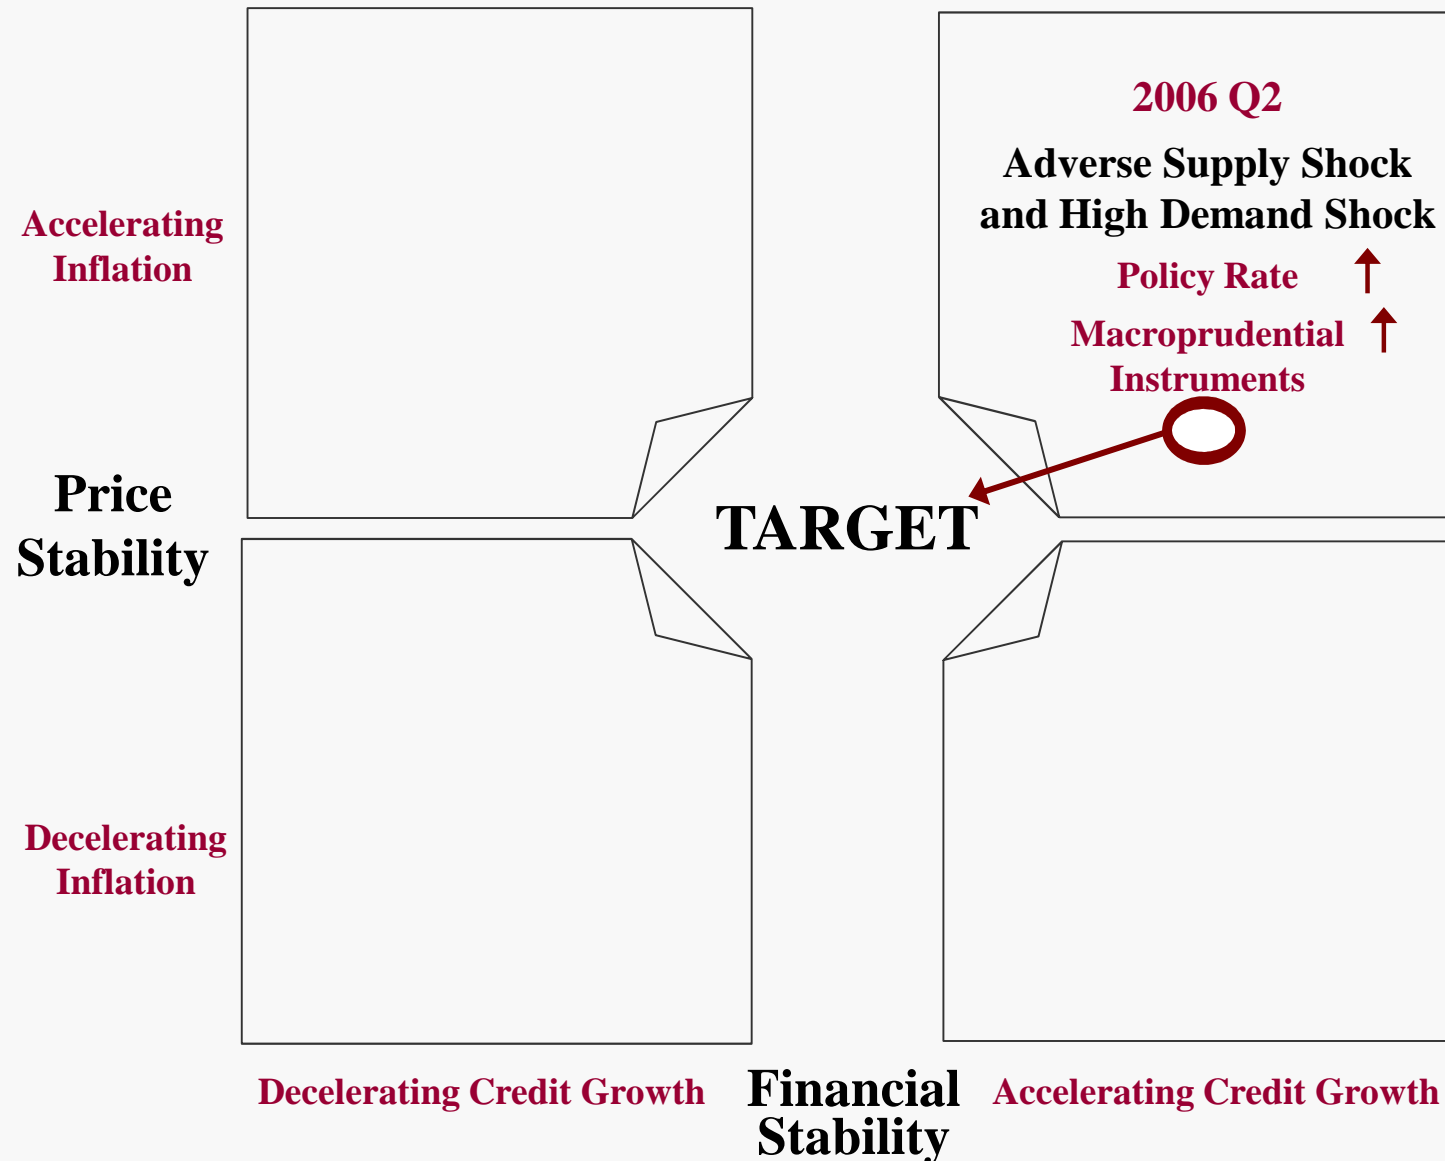 2006 Q2
Adverse Supply Shock
and High Demand Shock
Accelerating
Inflation
Policy Rate
Macroprudential
Instruments
Price
Stability
TARGET
Decelerating
Inflation
Decelerating Credit Growth
Financial
Stability
Accelerating Credit Growth